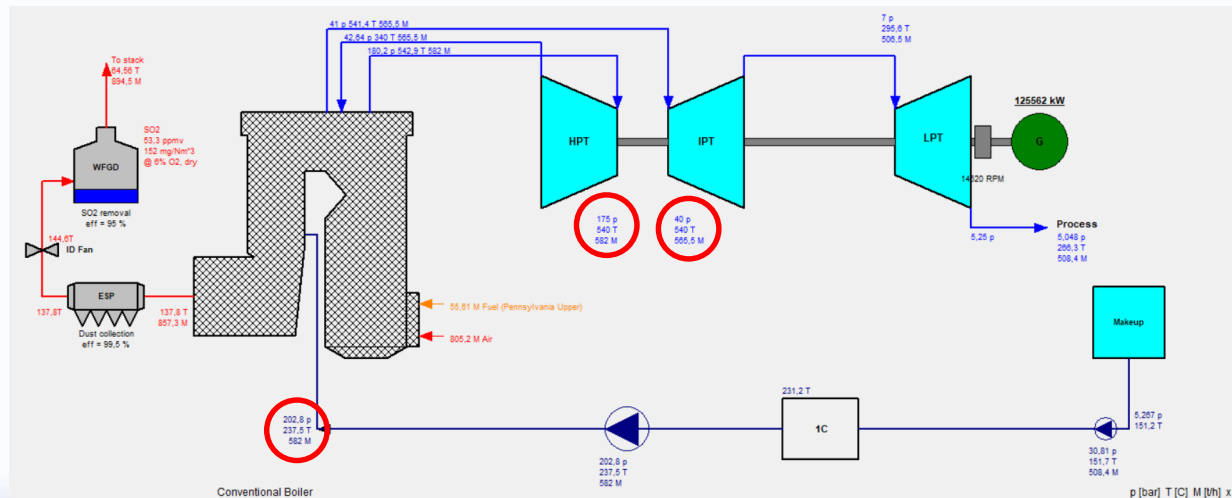 41 p 541,4 T 565,5 M
42,64 p 340 T 565,5 M
180,2 p 542,9 T 582 M
7 p
295,6 T
506,5 M
To stack
64,56 T
894,5 M
SO2
53,3 ppmv
152 mg/Nm^3
@ 6% O2, dry
WFGD
SO2 removal
eff = 95 %
144,6T
ID Fan
ESP
137,8T
Dust collection
eff = 99,5 %
137,8 T
857,3 M
HPT
IPT
LPT
125562 kW
G
RPM
175 p
540 T
582 M
40 p
540 T
565,5 M
5,25 p
Process
5,048 p
266,3 T
508,4 M
55,61 M Fuel (Pennsylvania Upper)
805,2 M Air
Makeup
5,267 p
151,2 T
30,81 p
151,7 T
508,4 M
231,2 T
1C
202,8 p
237,5 T
582 M
202,8 p
237,5 T
582 M
Conventional Boiler
p [bar] T [C] M [t/h] x